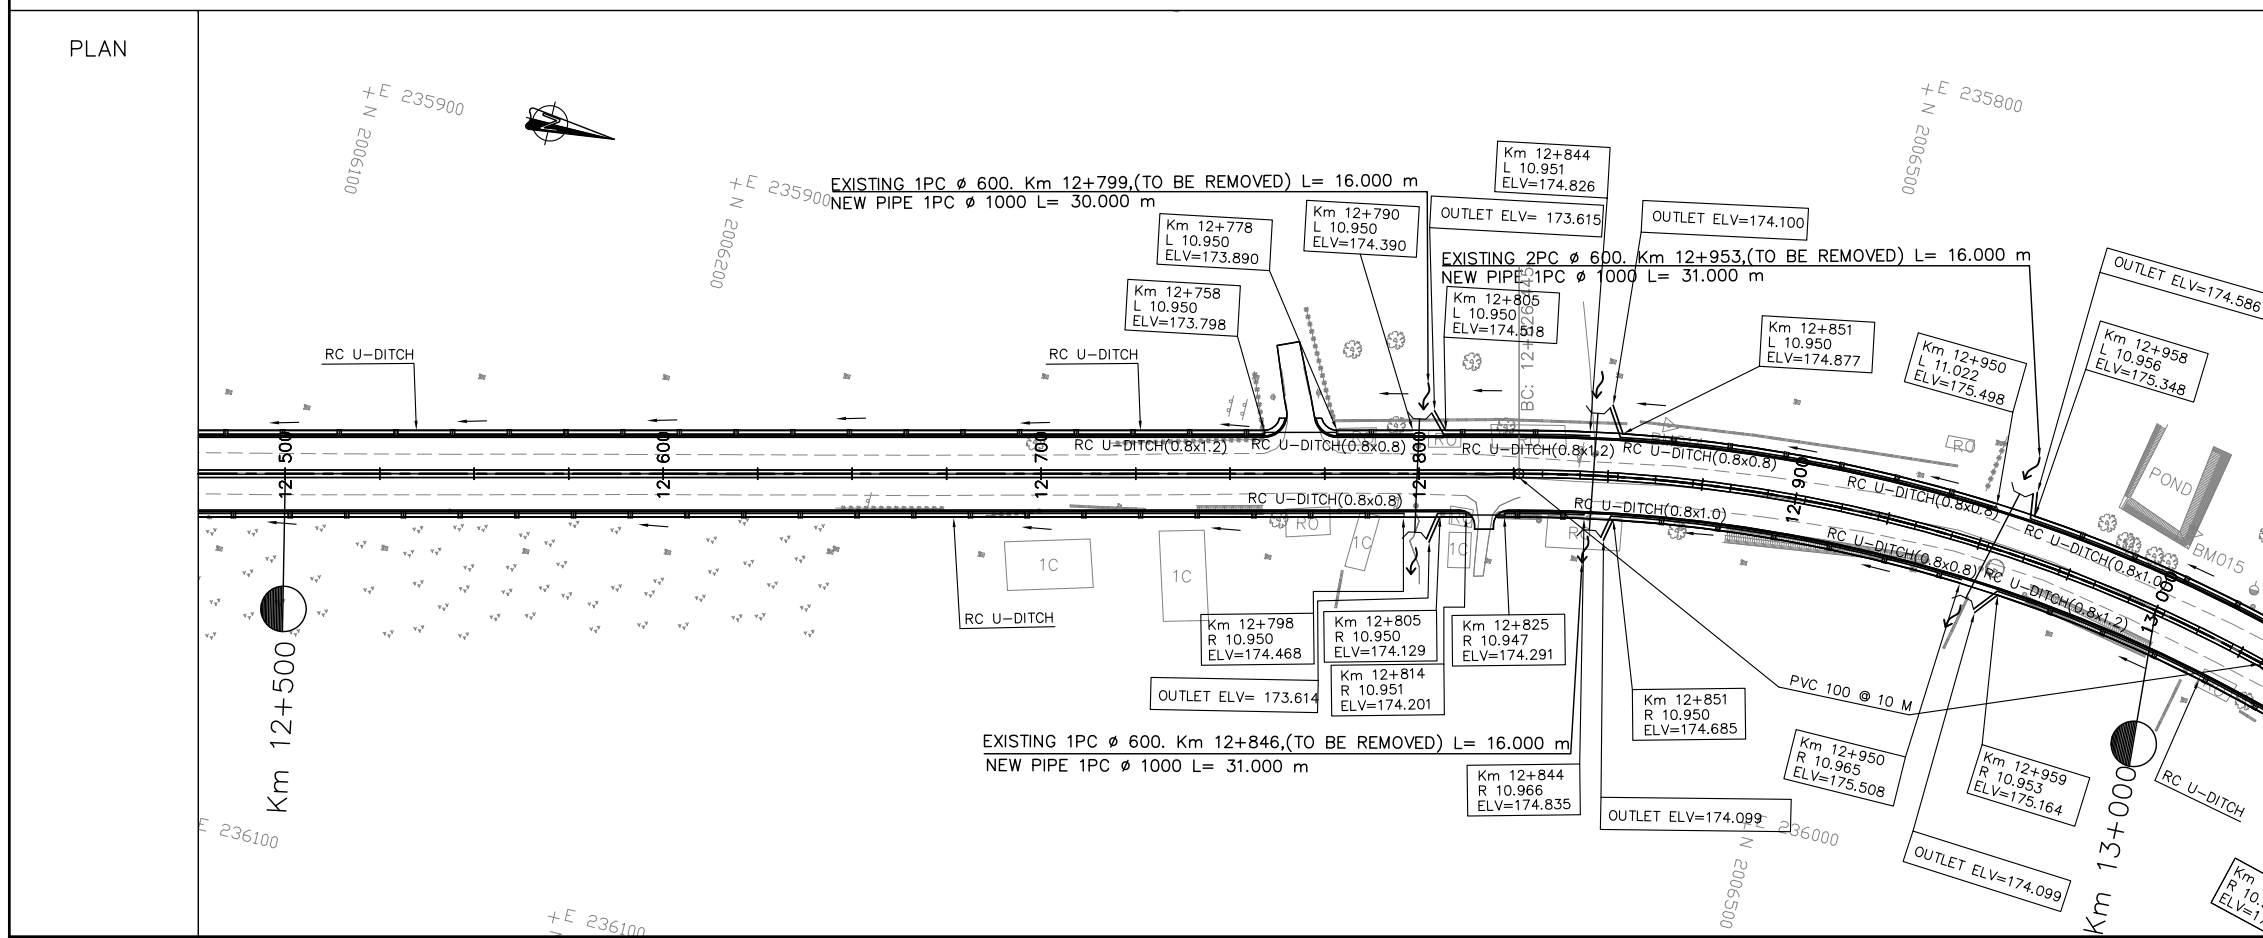 PLAN
E 235900
N 2006100
E 235900
N 2006200
E 235800
N 2006500
EXISTING 1PC ø 600. Km 12+799,(TO BE REMOVED) L= 16.000 m
NEW PIPE 1PC ø 1000 L= 30.000 m
Km 12+844
L 10.951
ELV=174.826
OUTLET ELV= 173.615
OUTLET ELV=174.100
Km 12+778
L 10.950
ELV=173.890
Km 12+790
L 10.950
ELV=174.390
EXISTING 2PC ø 600. Km 12+953,(TO BE REMOVED) L= 16.000 m
NEW PIPE 1PC ø 1000 L= 31.000 m
OUTLET ELV=174.586
Km 12+758
L 10.950
ELV=173.798
Km 12+805
L 10.950
ELV=174.518
Km 12+851
L 10.950
ELV=174.877
Km 12+950
L 11.022
ELV=175.498
Km 12+958
L 10.956
ELV=175.348
RC U-DITCH
RC U-DITCH
12+500
12+600
12+700
12+800
12+900
13+000
RC U-DITCH(0.8x1.2)
RC U-DITCH(0.8x0.8)
RC U-DITCH(0.8x1.2)
RC U-DITCH(0.8x0.8)
RC U-DITCH(0.8x0.8)
RC U-DITCH(0.8x1.0)
RC U-DITCH(0.8x0.8)
RC U-DITCH(0.8x1.0)
RC U-DITCH(0.8x0.8)
RC U-DITCH(0.8x1.2)
RO
RO
RO
POND
BM015
1C
1C
1C
1C
RC U-DITCH
Km 12+798
R 10.950
ELV=174.468
Km 12+805
R 10.950
ELV=174.129
Km 12+825
R 10.947
ELV=174.291
OUTLET ELV= 173.614
Km 12+814
R 10.951
ELV=174.201
Km 12+851
R 10.950
ELV=174.685
PVC 100 @ 10 M
EXISTING 1PC ø 600. Km 12+846,(TO BE REMOVED) L= 16.000 m
NEW PIPE 1PC ø 1000 L= 31.000 m
Km 12+844
R 10.966
ELV=174.835
OUTLET ELV=174.099
Km 12+950
R 10.965
ELV=175.508
Km 12+959
R 10.953
ELV=175.164
RC U-DITCH
OUTLET ELV=174.099
Km 12+500
Km 13+000
E 236100
E 236100
E 236000
N 2006500
Km
R 10.